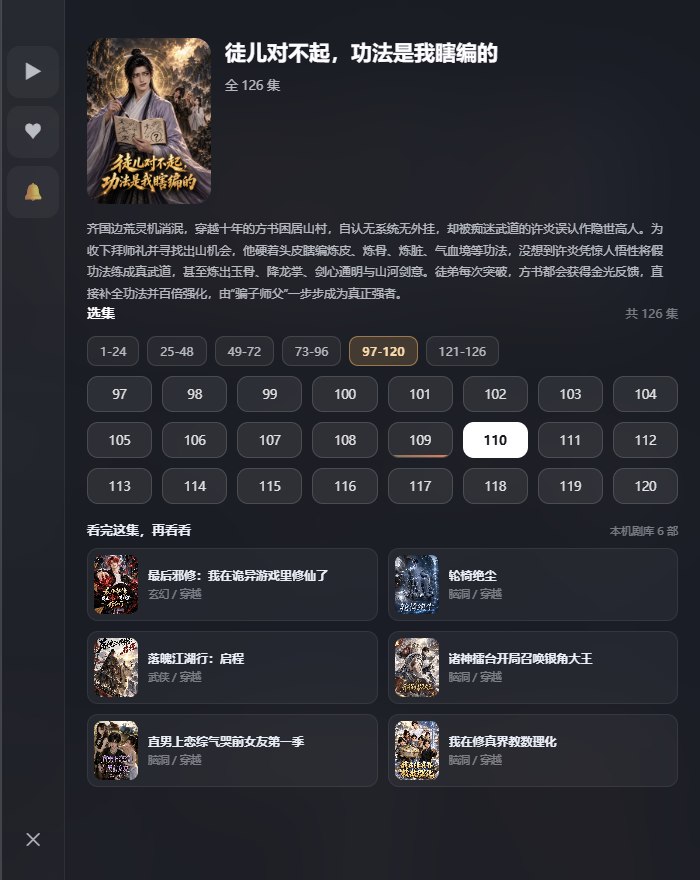 徒儿对不起，功法是我瞎编的
全 126 集
徒儿对不起，
功法是我瞎编的
齐国边荒灵机消泯，穿越十年的方书困居山村，自认无系统无外挂，却被痴迷武道的许炎误认作隐世高人。为
收下拜师礼并寻找出山机会，他硬着头皮瞎编炼皮、炼骨、炼脏、气血境等功法，没想到许炎凭惊人悟性将假
功法练成真武道，甚至炼出玉骨、降龙掌、剑心通明与山河剑意。徒弟每次突破，方书都会获得金光反馈，直
接补全功法并百倍强化，由“骗子师父”一步步成为真正强者。
选集
共 126 集
1-24 25-48 49-72 73-96 97-120 121-126
97 98 99 100 101 102 103 104
105 106 107 108 109 110 111 112
113 114 115 116 117 118 119 120
看完这集，再看看
本机剧库 6 部
最后邪修：我在诡异游戏里修仙了
玄幻 / 穿越
轮椅绝尘
脑洞 / 穿越
落魄江湖行：启程
武侠 / 穿越
诸神擂台开局召唤银角大王
脑洞 / 穿越
直男上恋综气哭前女友第一季
脑洞 / 穿越
我在修真界教数理化
脑洞 / 穿越